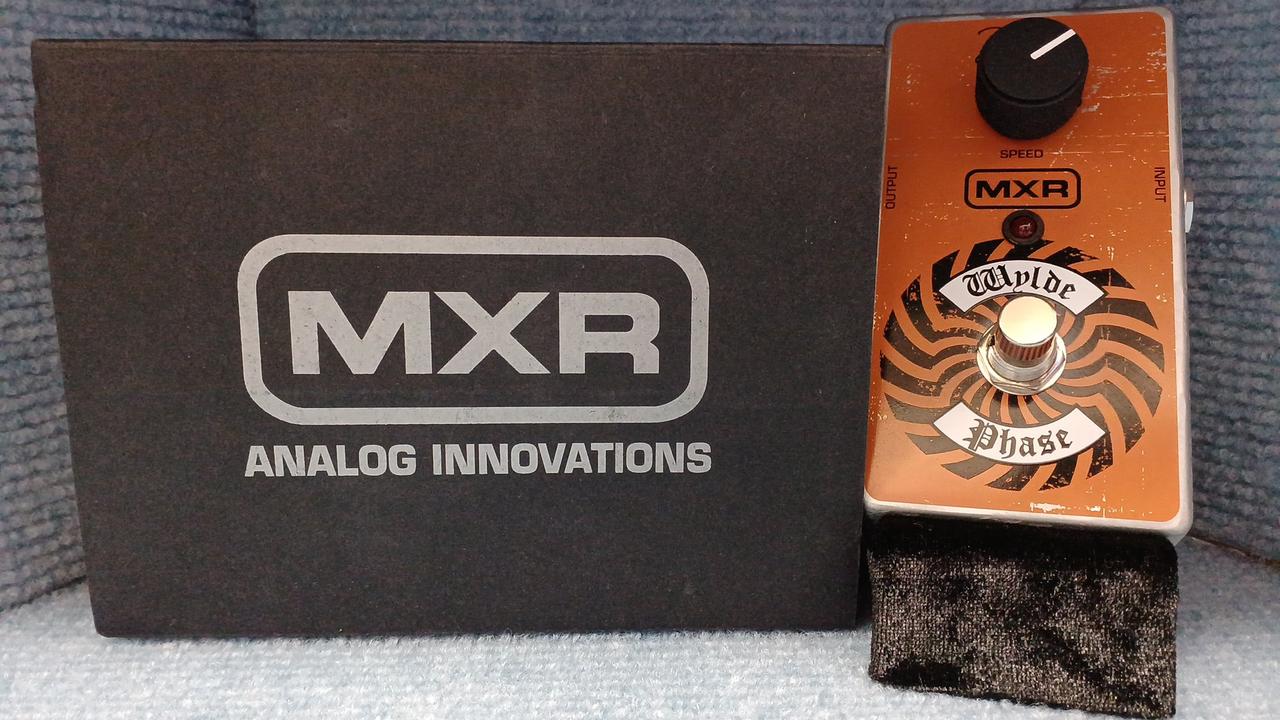 MXR
ANALOG INNOVATIONS
SPEED
OUTPUT
INPUT
MXR
Wylde
Phase